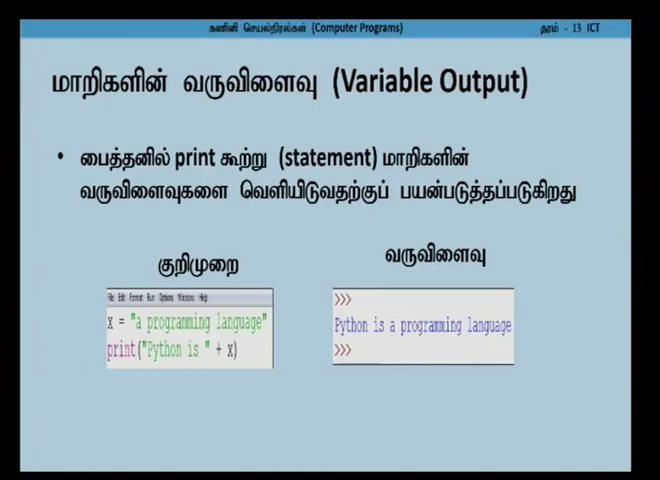 கணினி செயல்நிரல்கள் (Computer Programs)
தரம் - 13 ICT
மாறிகளின் வருவிளைவு (Variable Output)
• பைத்தனில் print கூற்று (statement) மாறிகளின்
வருவிளைவுகளை வெளியிடுவதற்குப் பயன்படுத்தப்படுகிறது
குறிமுறை
வருவிளைவு
File Edit Format Run Options Windows Help
x = "a programming language"
print("Python is " + x)
>>>
Python is a programming language
>>>